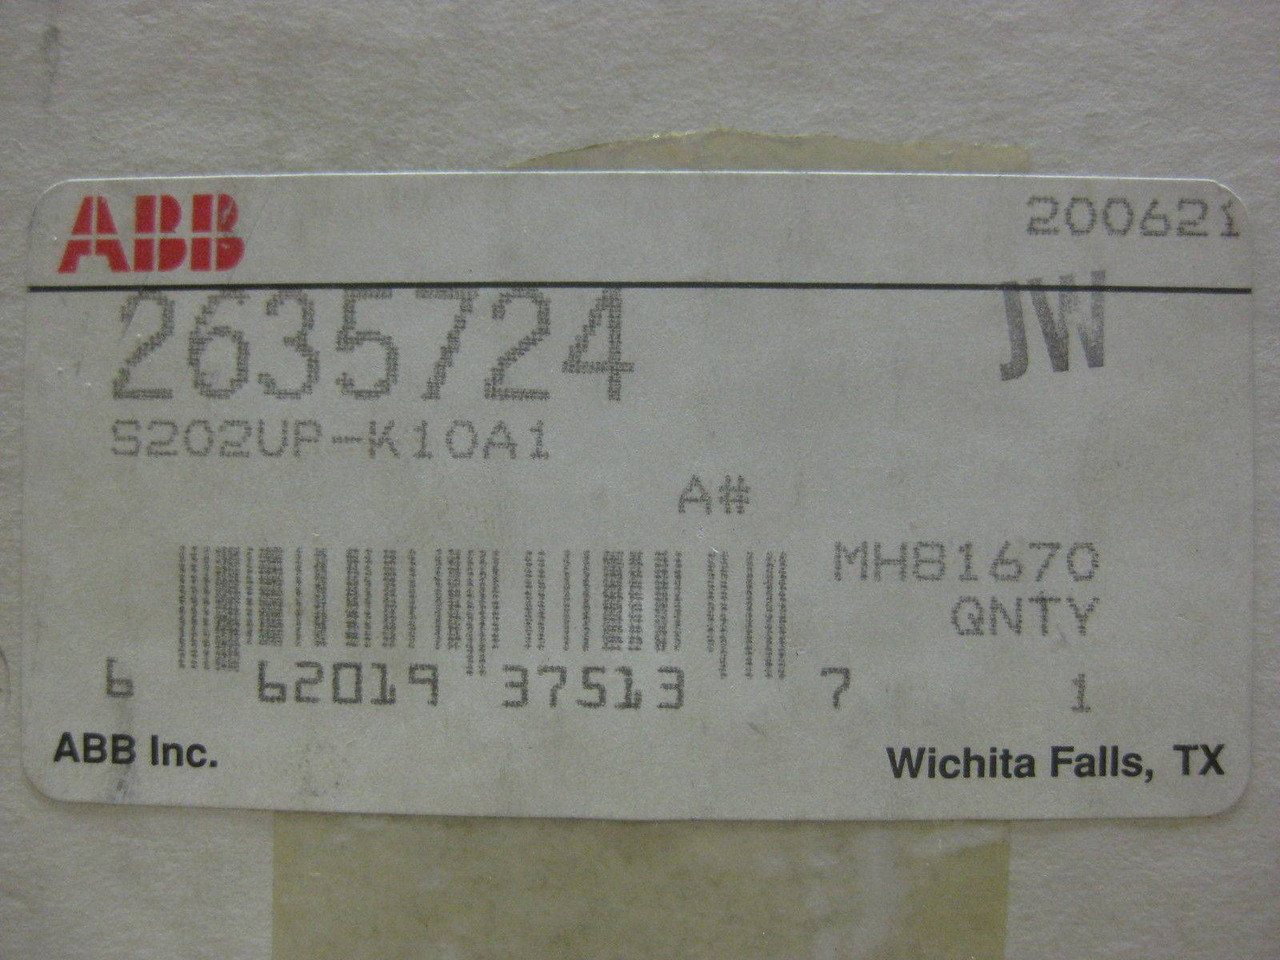 ABB
200621
JW
2635724
S202UP-K10A1
A#
MH81670
QNTY
6 62019 37513 7
1
ABB Inc.
Wichita Falls, TX